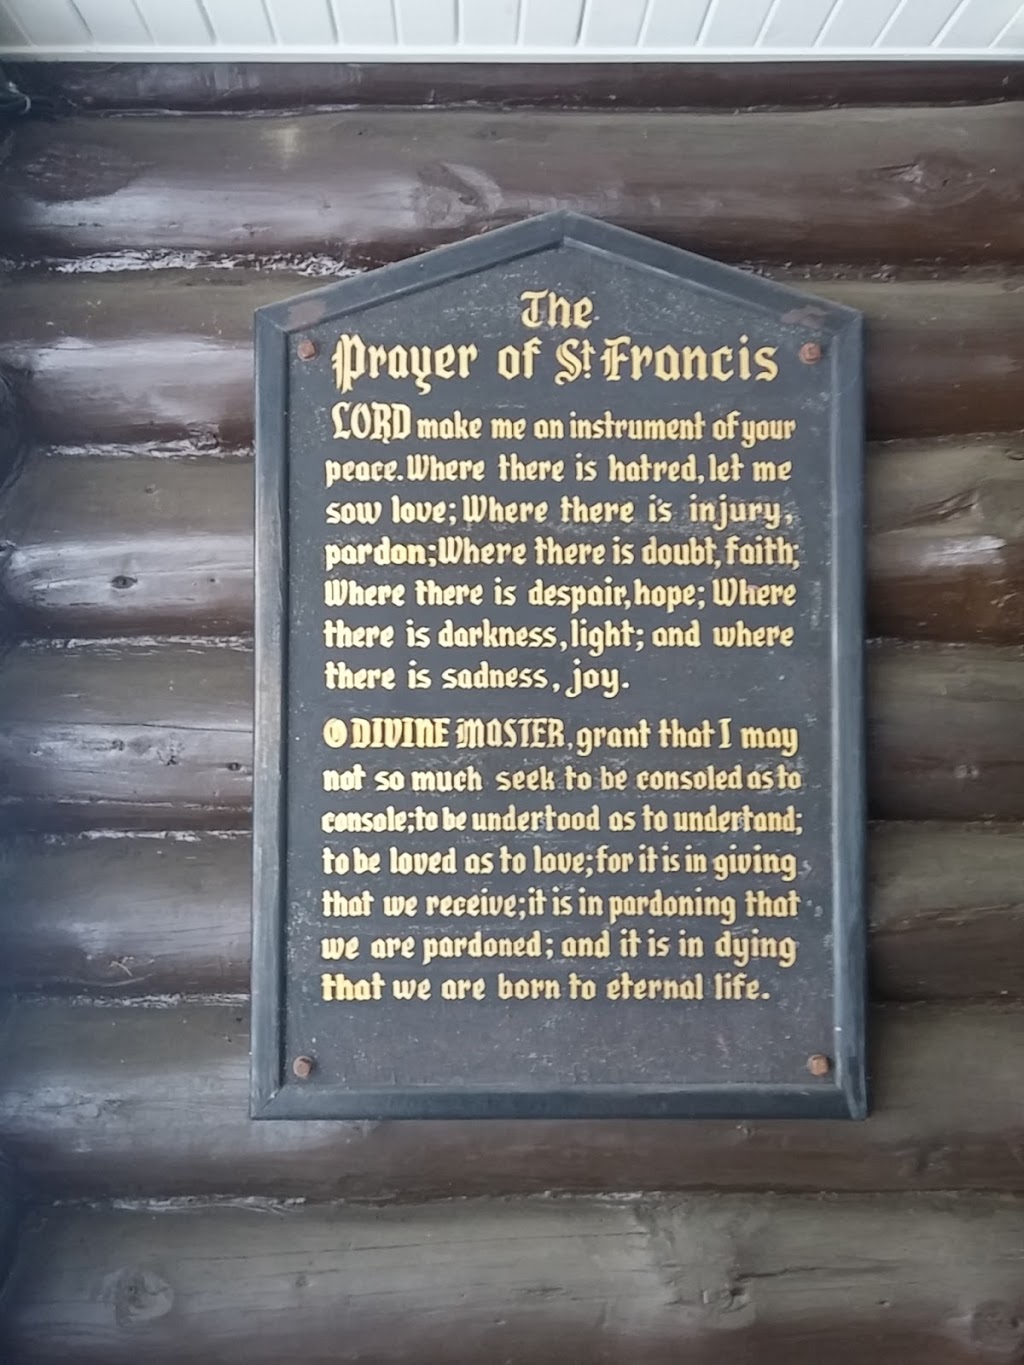 The
Prayer of St Francis
LORD make me an instrument of your
peace. Where there is hatred, let me
sow love; Where there is injury,
pardon; Where there is doubt, faith;
Where there is despair, hope; Where
there is darkness, light; and where
there is sadness, joy.
O DIVINE MASTER, grant that I may
not so much seek to be consoled as to
console; to be understood as to understand;
to be loved as to love; for it is in giving
that we receive; it is in pardoning that
we are pardoned; and it is in dying
that we are born to eternal life.